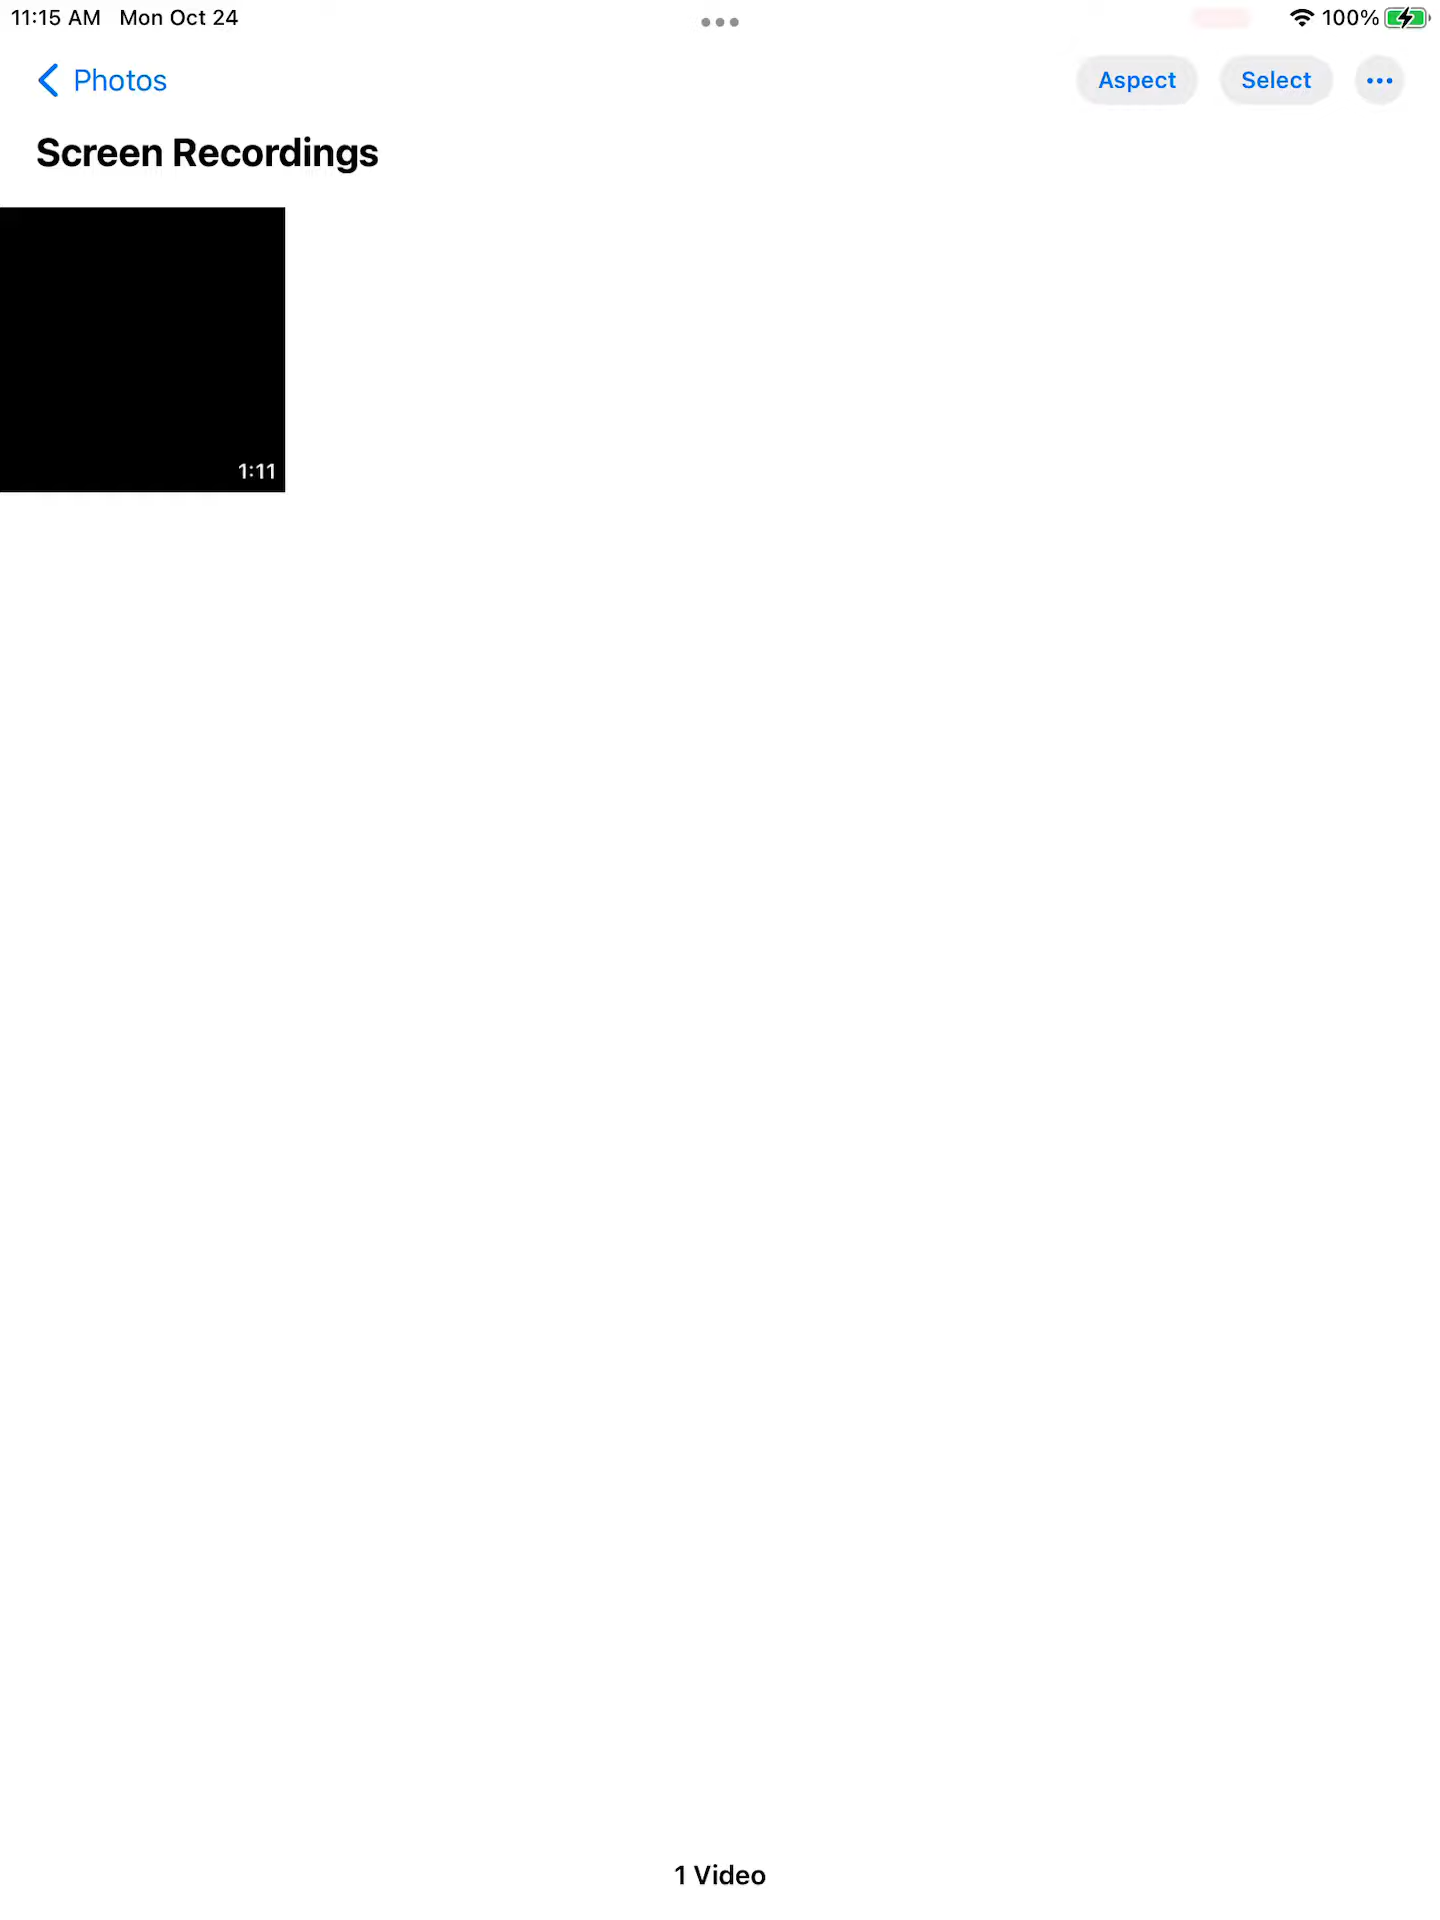 11:15 AM Mon Oct 24
100%
Photos
Aspect
Select
Screen Recordings
1:11
1 Video